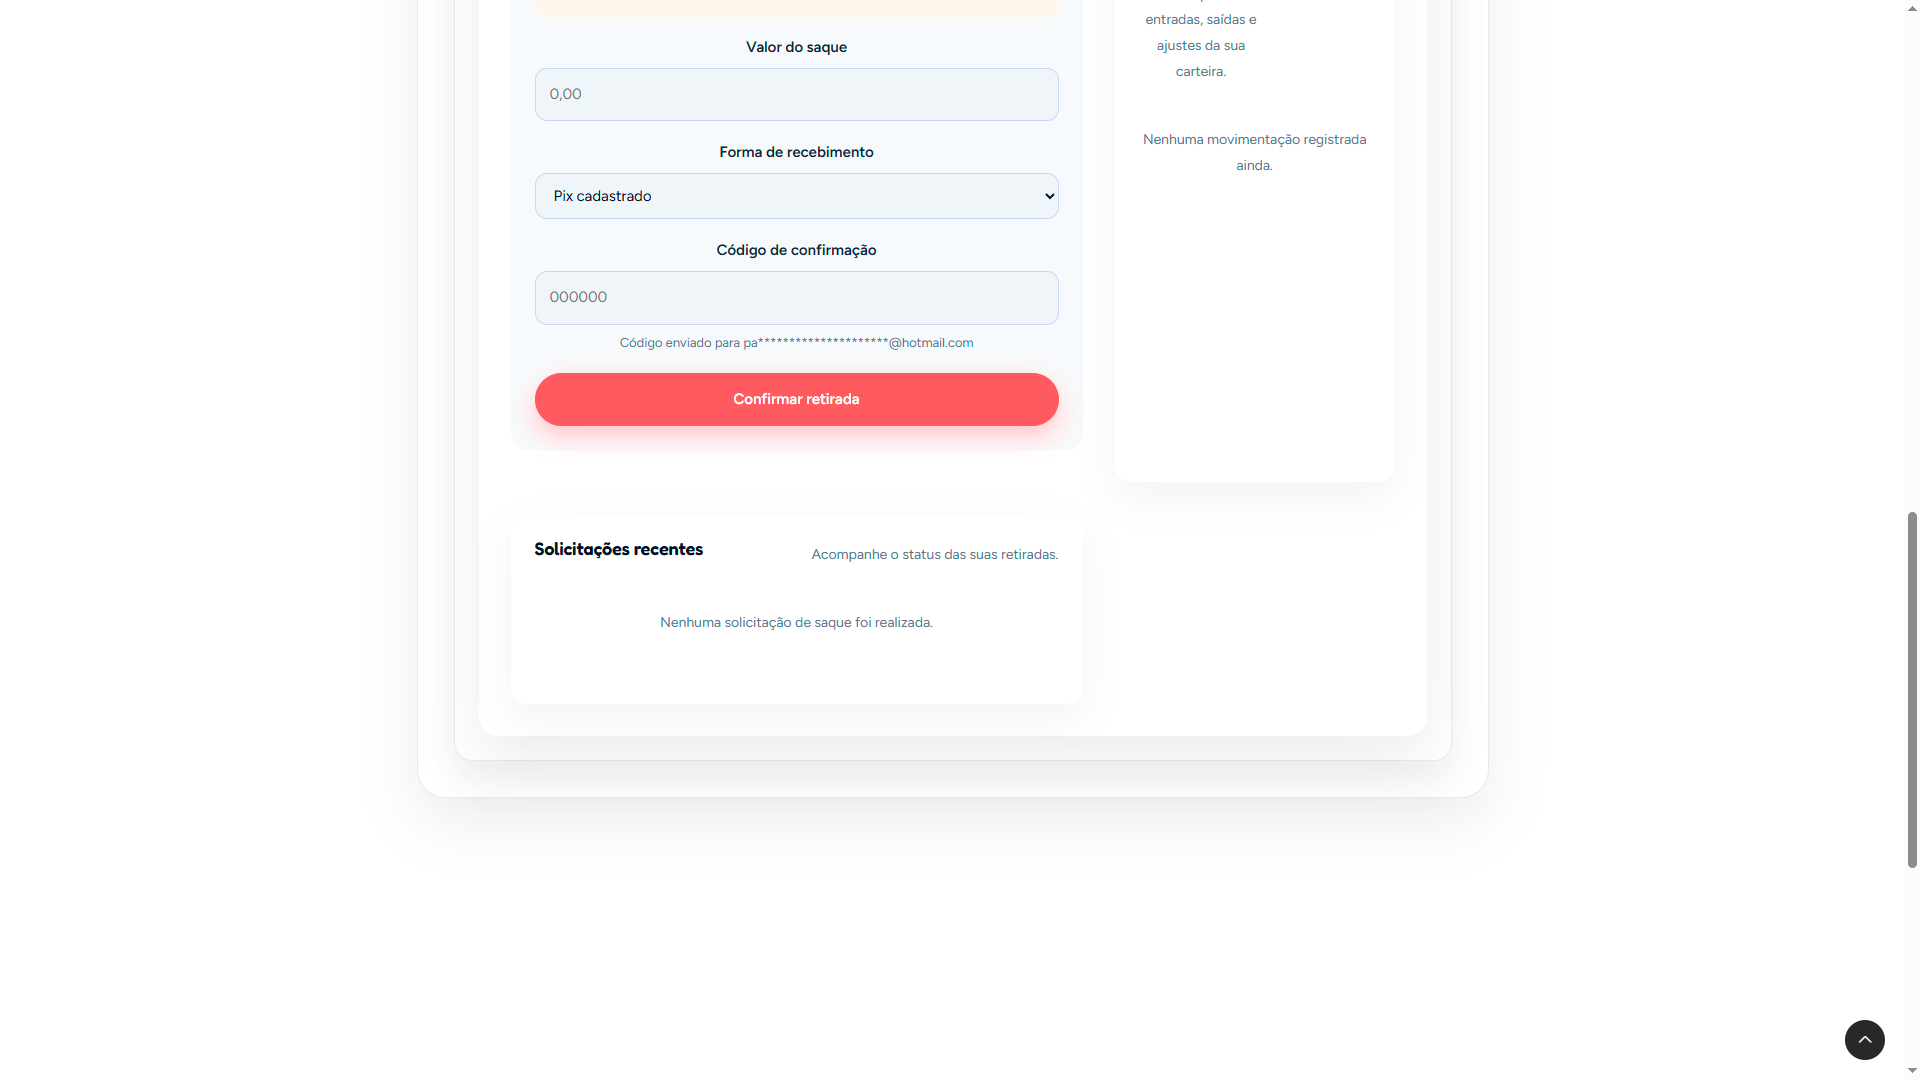 Valor do saque
0,00
Forma de recebimento
Pix cadastrado
Código de confirmação
000000
Código enviado para pa*********************@hotmail.com
Confirmar retirada
entradas, saídas e
ajustes da sua
carteira.
Nenhuma movimentação registrada
ainda.
Solicitações recentes
Acompanhe o status das suas retiradas.
Nenhuma solicitação de saque foi realizada.